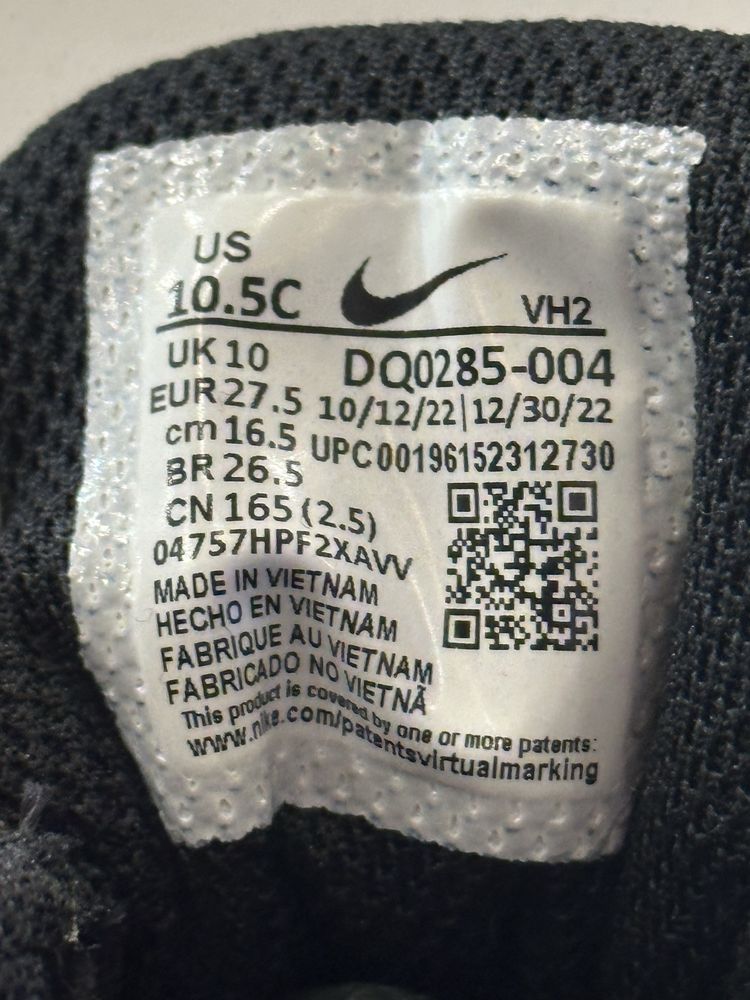 US
10.5C
VH2
UK 10
DQ0285-004
EUR 27.5
10/12/22|12/30/22
cm 16.5
UPC00196152312730
BR 26.5
CN 165 (2.5)
04757HPF2XAVV
MADE IN VIETNAM
HECHO EN VIETNAM
FABRIQUE AU VIETNAM
FABRICADO NO VIETNÃ
This product is covered by one or more patents:
www.nike.com/patentsvirtualmarking